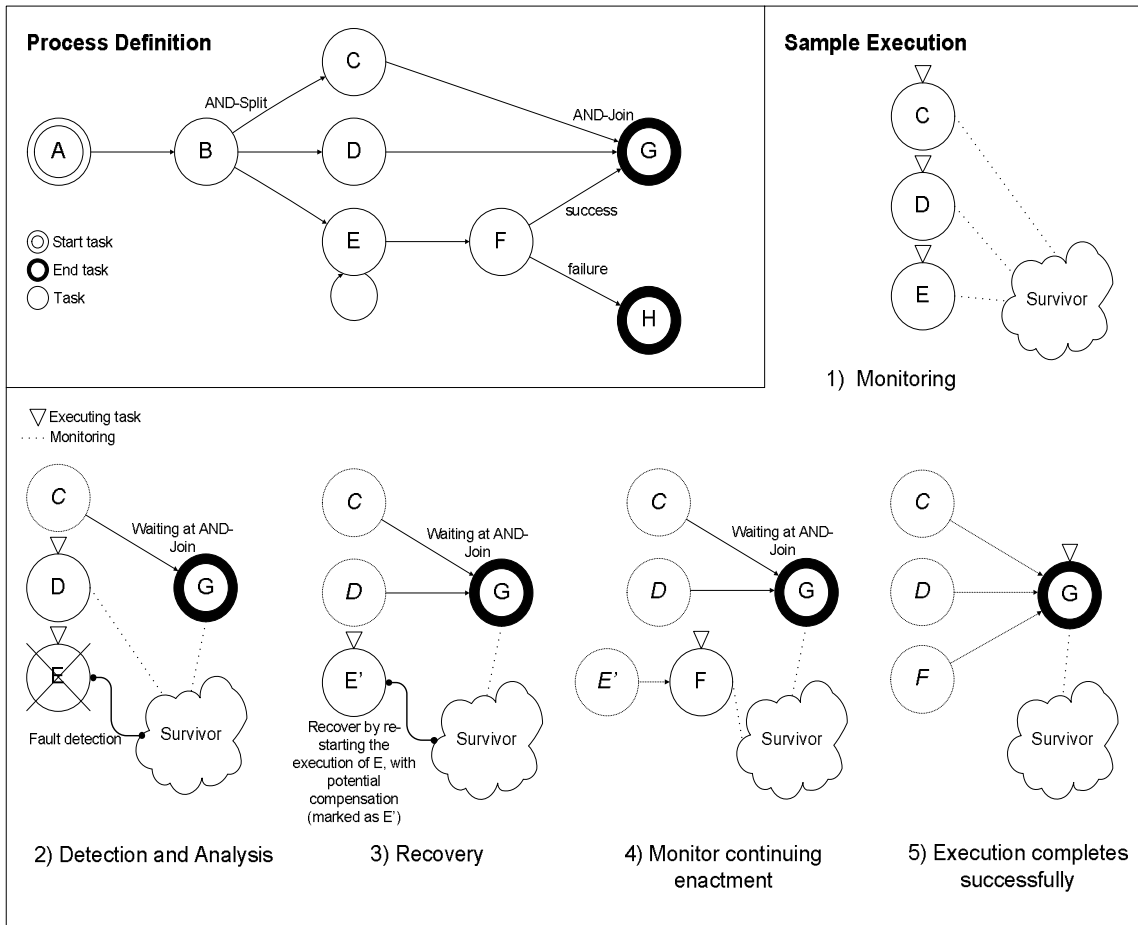 Process Definition
C
AND-Split
AND-Join
A
B
D
G
success
E
F
failure
H
Start task
End task
Task
Sample Execution
C
D
E
Survivor
1) Monitoring
Executing task
Monitoring
C
Waiting at AND-
Join
D
G
E
Fault detection
Survivor
2) Detection and Analysis
C
Waiting at AND-
Join
D
G
E'
Recover by re-
starting the
execution of E, with
potential
compensation
(marked as E')
Survivor
3) Recovery
C
Waiting at AND-
Join
D
G
E'
F
Survivor
4) Monitor continuing
enactment
C
D
G
F
Survivor
5) Execution completes
successfully